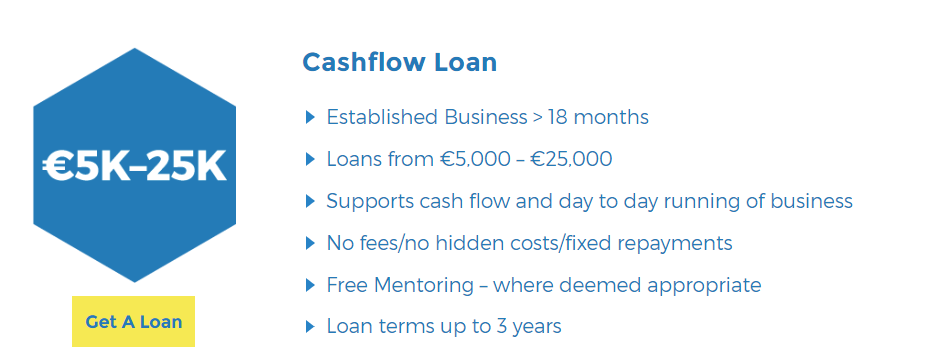 Cashflow Loan
Established Business > 18 months
Loans from €5,000 – €25,000
€5K–25K
Supports cash flow and day to day running of business
No fees/no hidden costs/fixed repayments
Free Mentoring – where deemed appropriate
Get A Loan
Loan terms up to 3 years